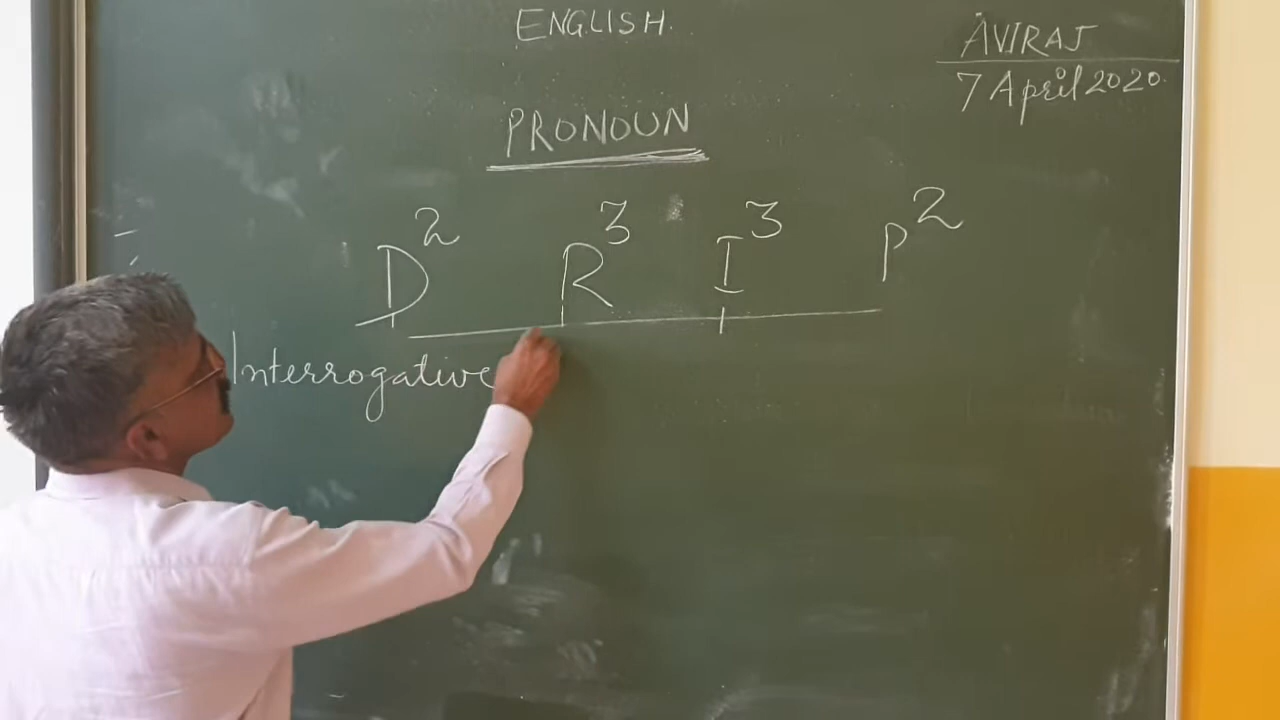 ENGLISH.
AVIRAJ
7 April 2020.
PRONOUN
D² R³ I³ P²
Interrogative